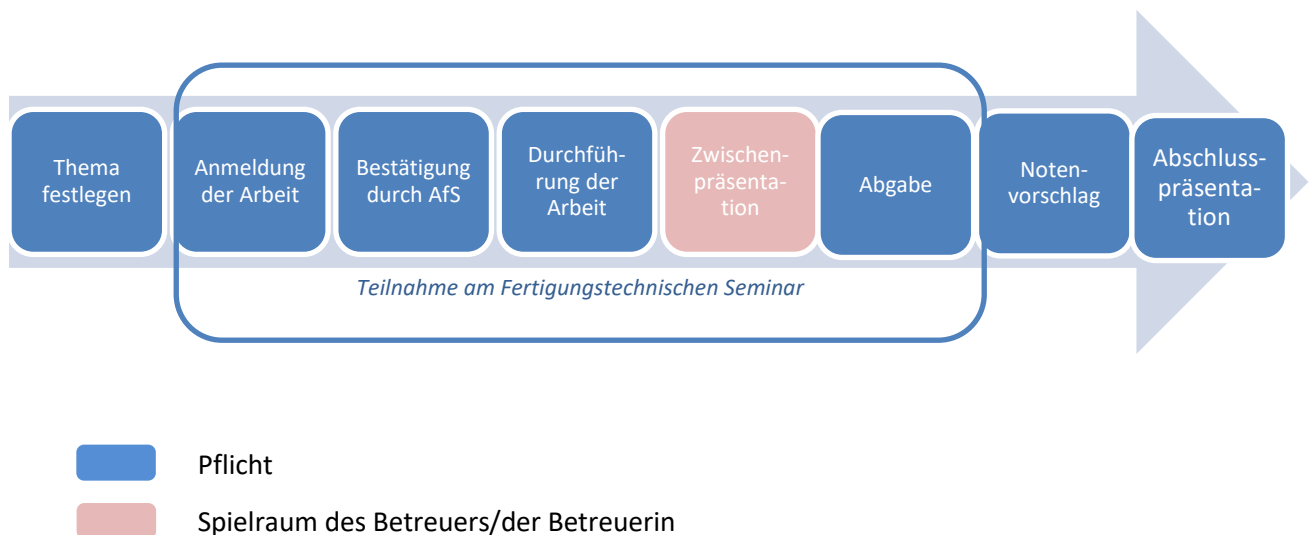 Thema
festlegen
Anmeldung
der Arbeit
Bestätigung
durch AfS
Durchfüh-
rung der
Arbeit
Zwischen-
präsenta-
tion
Abgabe
Noten-
vorschlag
Abschluss-
präsenta-
tion
Teilnahme am Fertigungstechnischen Seminar
Pflicht
Spielraum des Betreuers/der Betreuerin